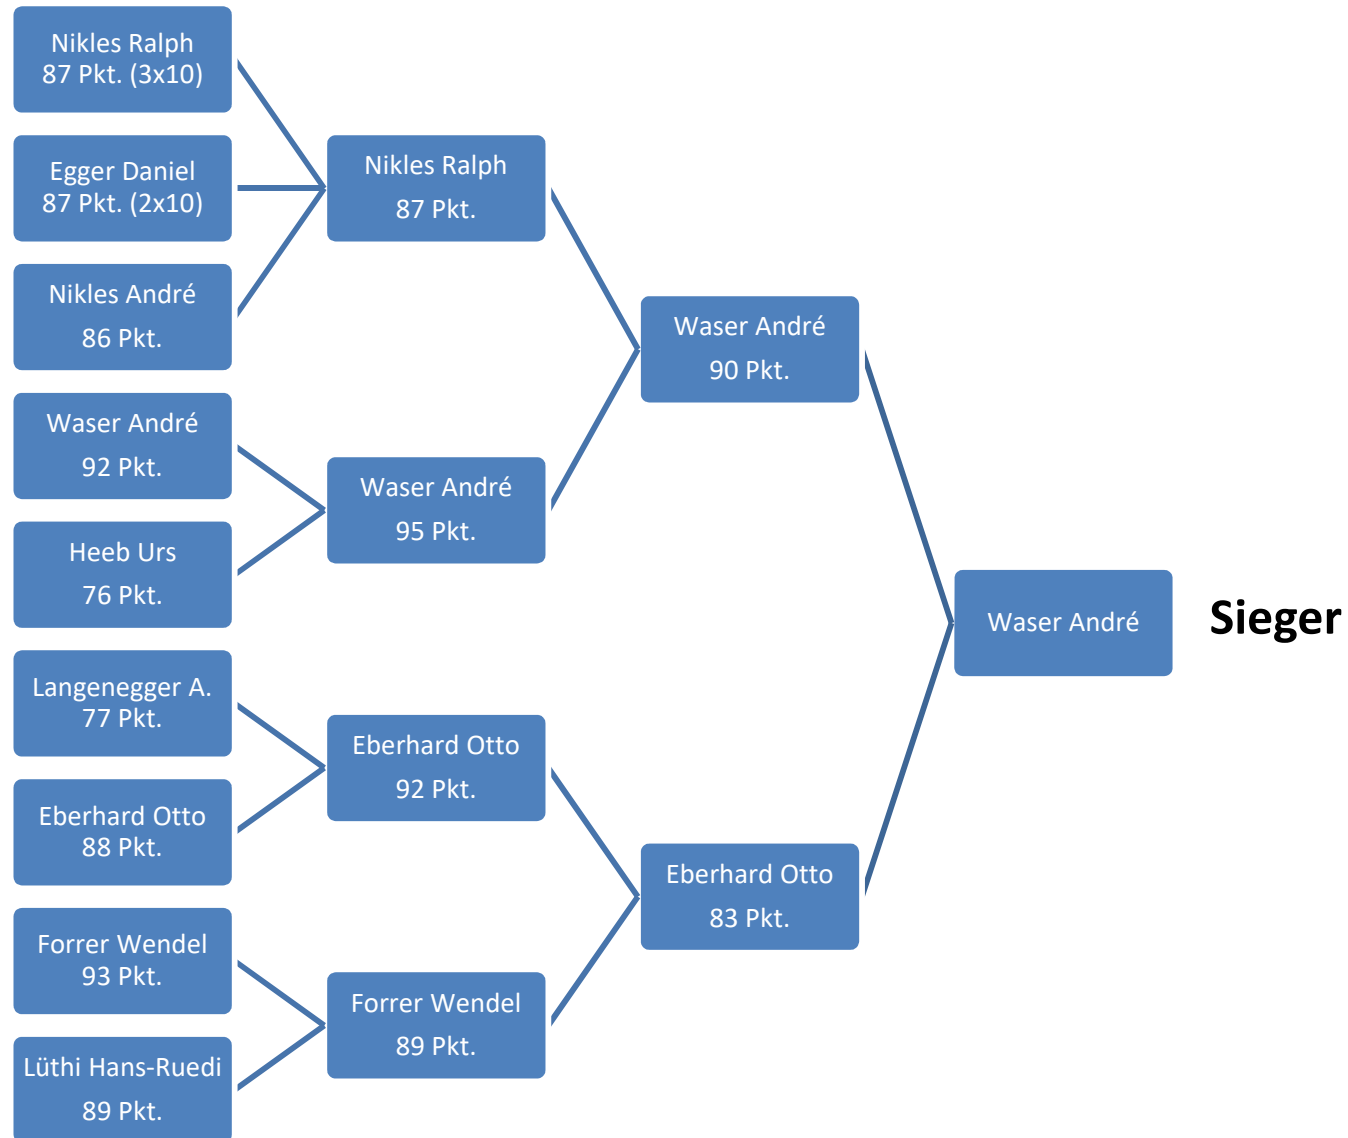 Nikles Ralph
87 Pkt. (3x10)
Egger Daniel
87 Pkt. (2x10)
Nikles André
86 Pkt.
Waser André
92 Pkt.
Heeb Urs
76 Pkt.
Langenegger A.
77 Pkt.
Eberhard Otto
88 Pkt.
Forrer Wendel
93 Pkt.
Lüthi Hans-Ruedi
89 Pkt.
Nikles Ralph
87 Pkt.
Waser André
95 Pkt.
Eberhard Otto
92 Pkt.
Forrer Wendel
89 Pkt.
Waser André
90 Pkt.
Eberhard Otto
83 Pkt.
Waser André
Sieger